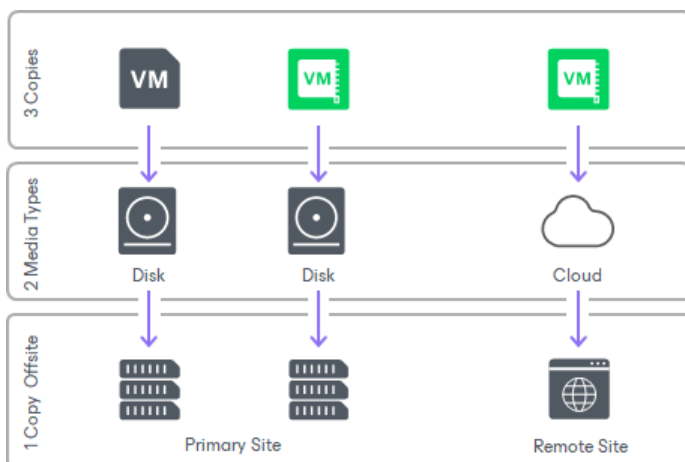 3 Copies
VM
VM
VM
2 Media Types
Disk
Disk
Cloud
1 Copy Offsite
Primary Site
Remote Site